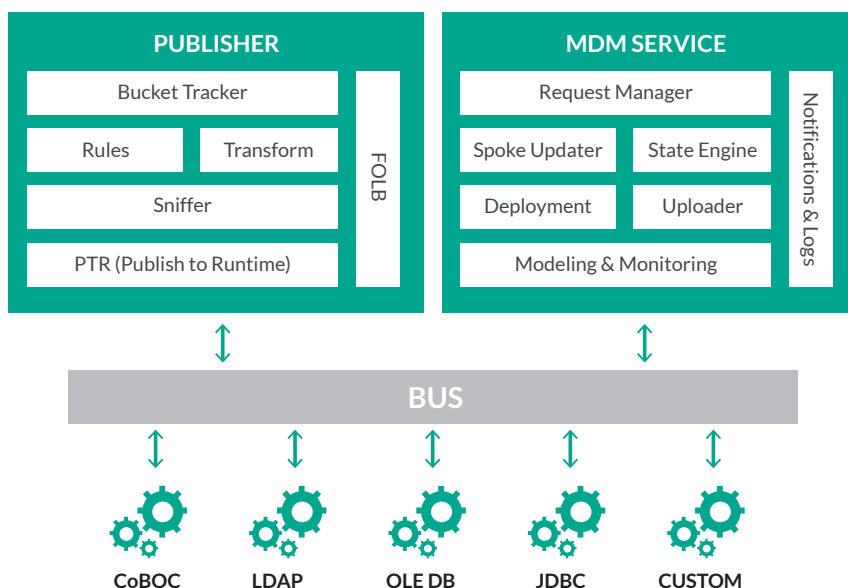 PUBLISHER
Bucket Tracker
Rules
Transform
Sniffer
PTR (Publish to Runtime)
FOLB
MDM SERVICE
Request Manager
Spoke Updater
State Engine
Deployment
Uploader
Modeling & Monitoring
Notifications & Logs
BUS
CoBOC
LDAP
OLE DB
JDBC
CUSTOM